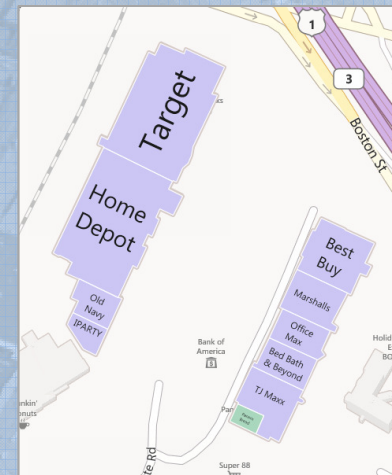 1
3
Boston St
Target
Home
Depot
Old
Navy
IPARTY
Best
Buy
Marshalls
Office
Max
Bed Bath
& Beyond
TJ Maxx
Bank of
America
$
Super 88